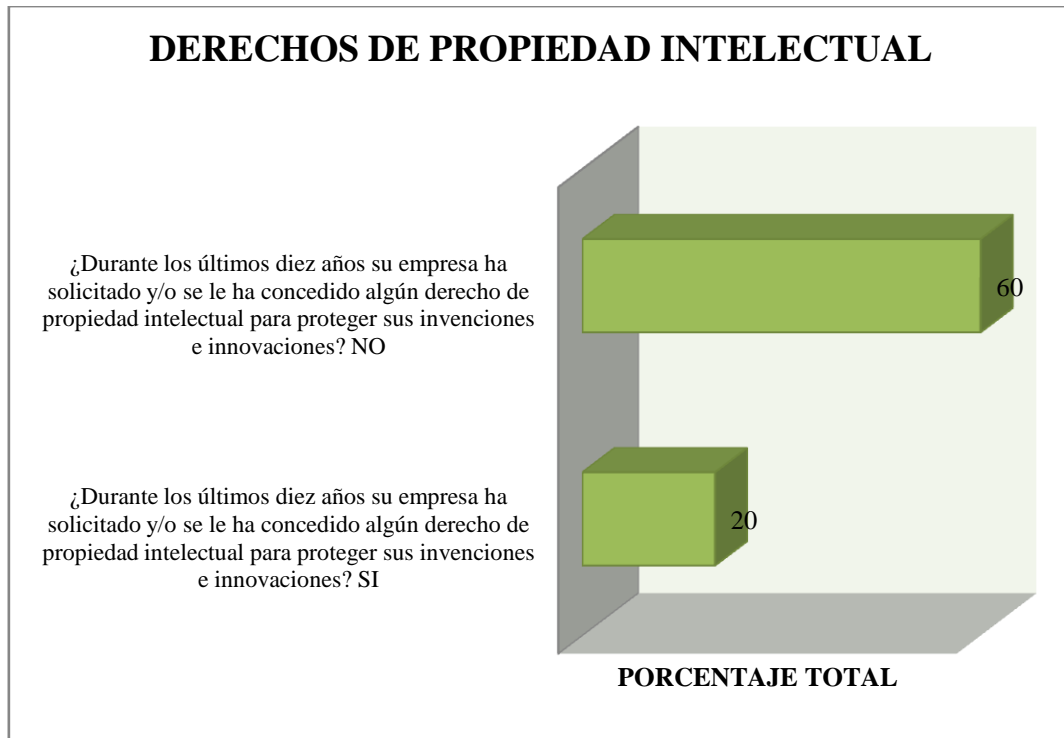 DERECHOS DE PROPIEDAD INTELECTUAL
¿Durante los últimos diez años su empresa ha
solicitado y/o se le ha concedido algún derecho de
propiedad intelectual para proteger sus invenciones
e innovaciones? NO
60
¿Durante los últimos diez años su empresa ha
solicitado y/o se le ha concedido algún derecho de
propiedad intelectual para proteger sus invenciones
e innovaciones? SI
20
PORCENTAJE TOTAL